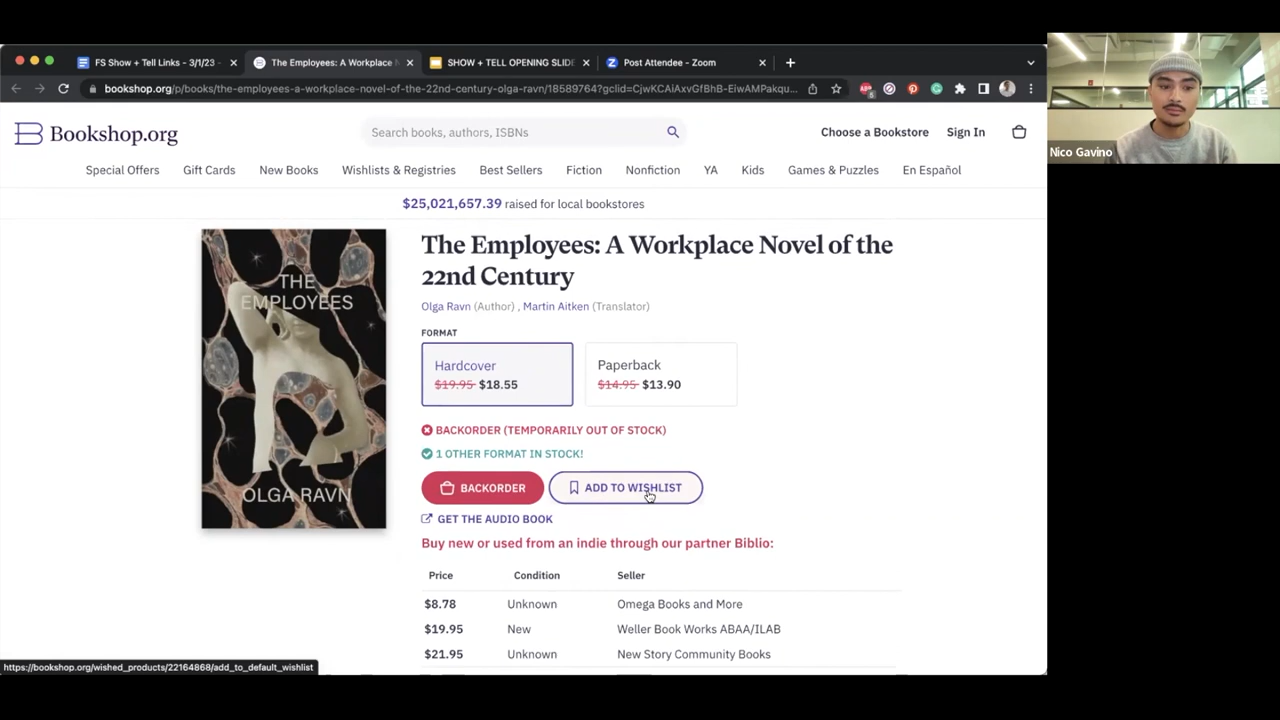 FS Show + Tell Links - 3/1/23 -
The Employees: A Workplace N
SHOW + TELL OPENING SLIDE
Post Attendee - Zoom
bookshop.org/p/books/the-employees-a-workplace-novel-of-the-22nd-century-olga-ravn/18589764?gclid=CjwKCAiAxvGfBhB-EiwAMPakqu...
Bookshop.org
Search books, authors, ISBNs
Choose a Bookstore
Sign In
Special Offers
Gift Cards
New Books
Wishlists & Registries
Best Sellers
Fiction
Nonfiction
YA
Kids
Games & Puzzles
En Español
$25,021,657.39 raised for local bookstores
THE
EMPLOYEES
OLGA RAVN
The Employees: A Workplace Novel of the
22nd Century
Olga Ravn (Author) , Martin Aitken (Translator)
FORMAT
Hardcover
$19.95 $18.55
Paperback
$14.95 $13.90
BACKORDER (TEMPORARILY OUT OF STOCK)
1 OTHER FORMAT IN STOCK!
BACKORDER
ADD TO WISHLIST
GET THE AUDIO BOOK
Buy new or used from an indie through our partner Biblio:
Price Condition Seller
$8.78 Unknown Omega Books and More
$19.95 New Weller Book Works ABAA/ILAB
$21.95 Unknown New Story Community Books
https://bookshop.org/wished_products/22164868/add_to_default_wishlist
Nico Gavino